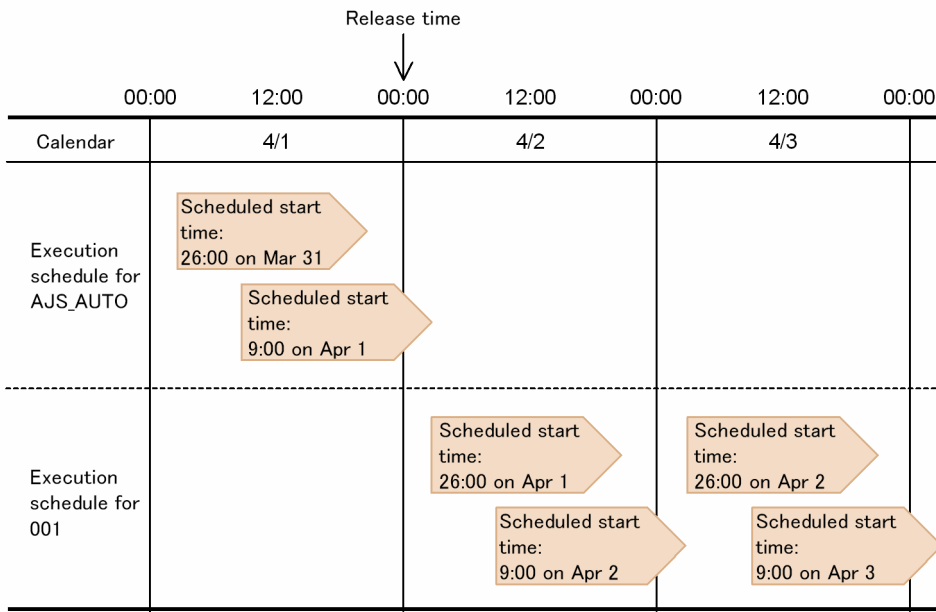 Release time
00:00 12:00 00:00 12:00 00:00 12:00 00:00
Calendar 4/1 4/2 4/3
Execution
schedule for
AJS_AUTO
Scheduled start
time:
26:00 on Mar 31
Scheduled start
time:
9:00 on Apr 1
Execution
schedule for
001
Scheduled start
time:
26:00 on Apr 1
Scheduled start
time:
9:00 on Apr 2
Scheduled start
time:
26:00 on Apr 2
Scheduled start
time:
9:00 on Apr 3